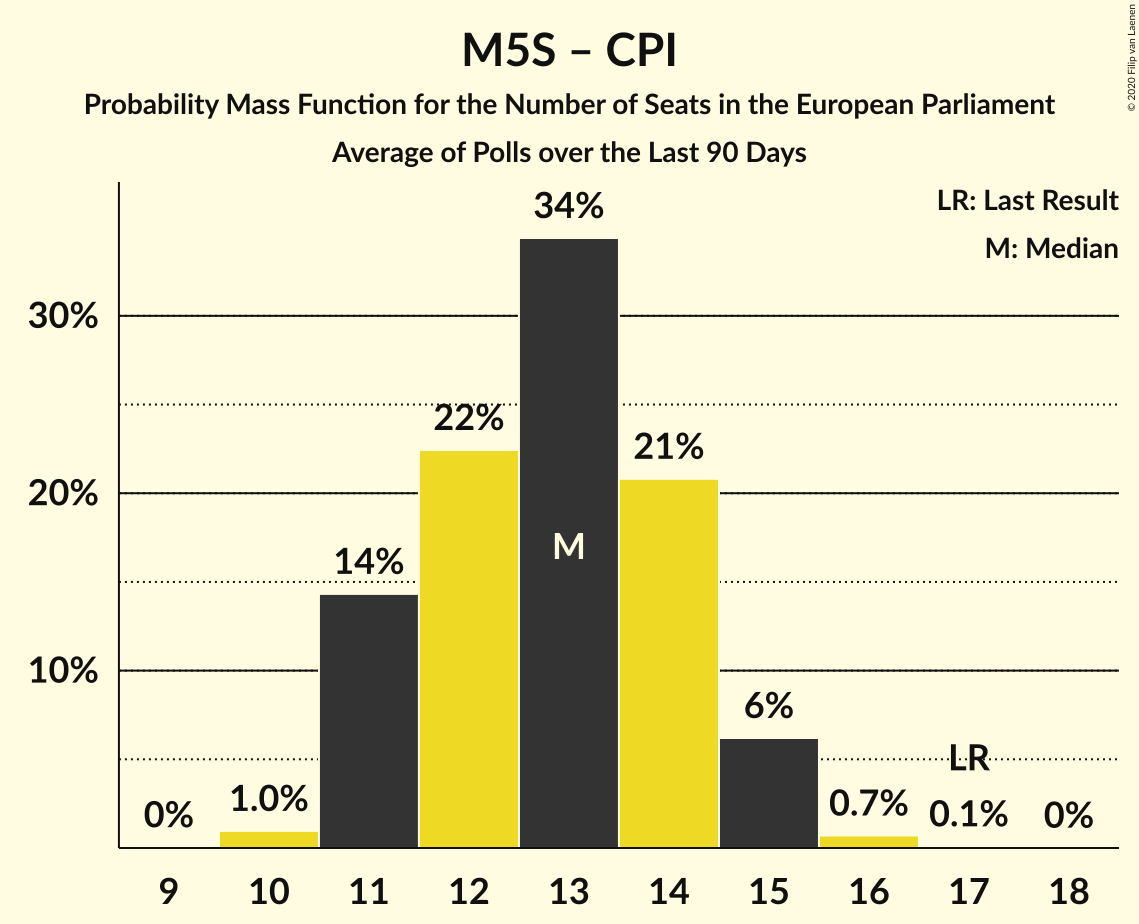 M5S – CPI
Probability Mass Function for the Number of Seats in the European Parliament
Average of Polls over the Last 90 Days
© 2020 Filip van Laenen
LR: Last Result
M: Median
34%
30%
22%
21%
20%
M
14%
10%
6%
LR
1.0%
0.7%
0%
0.1%
0%
9 10 11 12 13 14 15 16 17 18